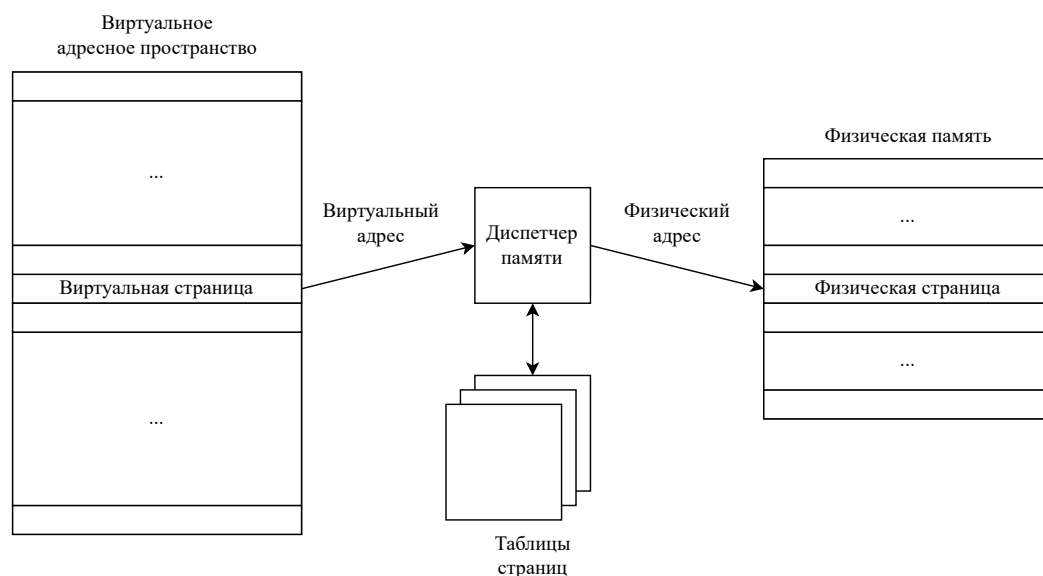 Виртуальное
адресное пространство
...
Виртуальная страница
...
Виртуальный
адрес
Диспетчер
памяти
Таблицы
страниц
Физический
адрес
Физическая память
...
Физическая страница
...